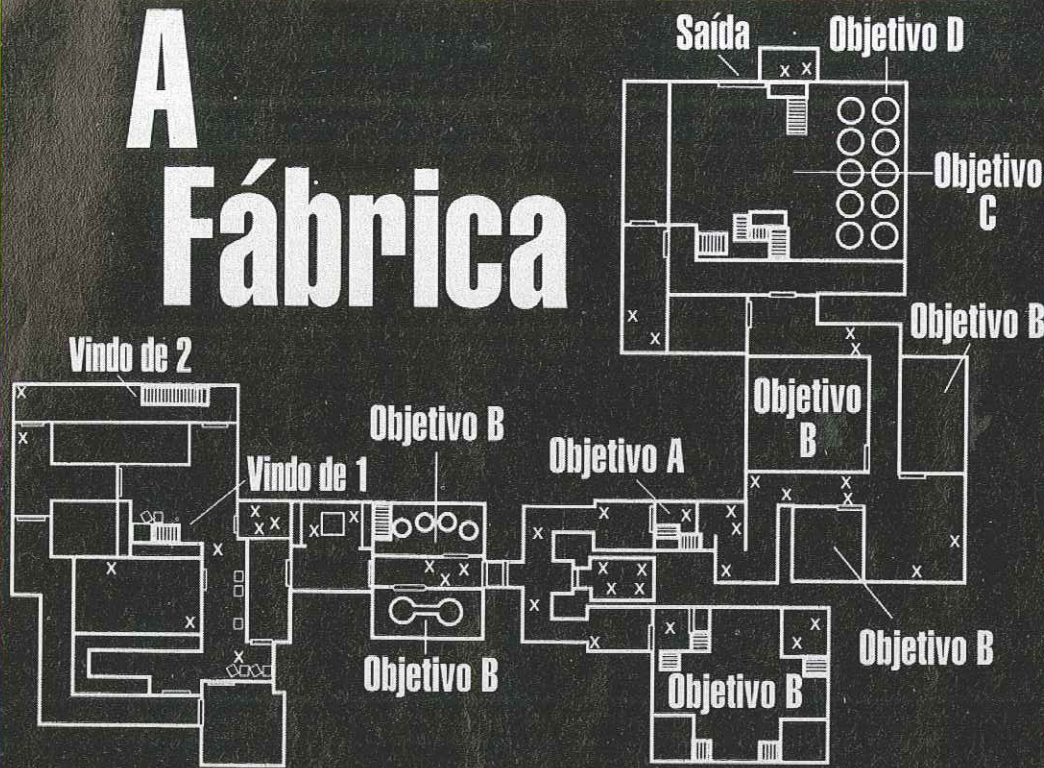 A
Fábrica
Saída
Objetivo D
Objetivo
C
Objetivo B
Vindo de 2
Objetivo B
Objetivo
B
Objetivo A
Vindo de 1
Objetivo B
Objetivo B
Objetivo B